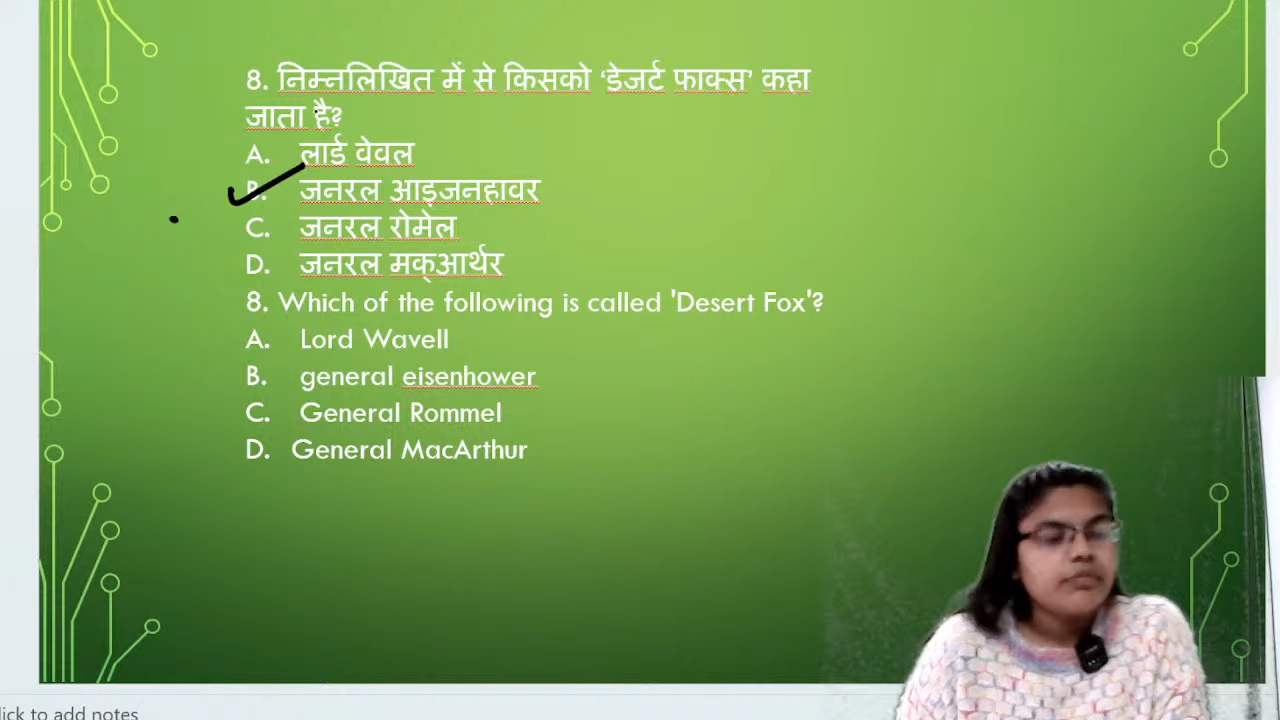 8. निम्नलिखित में से किसको ‘डेजर्ट फाक्स’ कहा
जाता है?
A. लार्ड वेवल
B. जनरल आइजनहावर
C. जनरल रोमेल
D. जनरल मक्आर्थर
8. Which of the following is called 'Desert Fox'?
A. Lord Wavell
B. general eisenhower
C. General Rommel
D. General MacArthur
lick to add notes